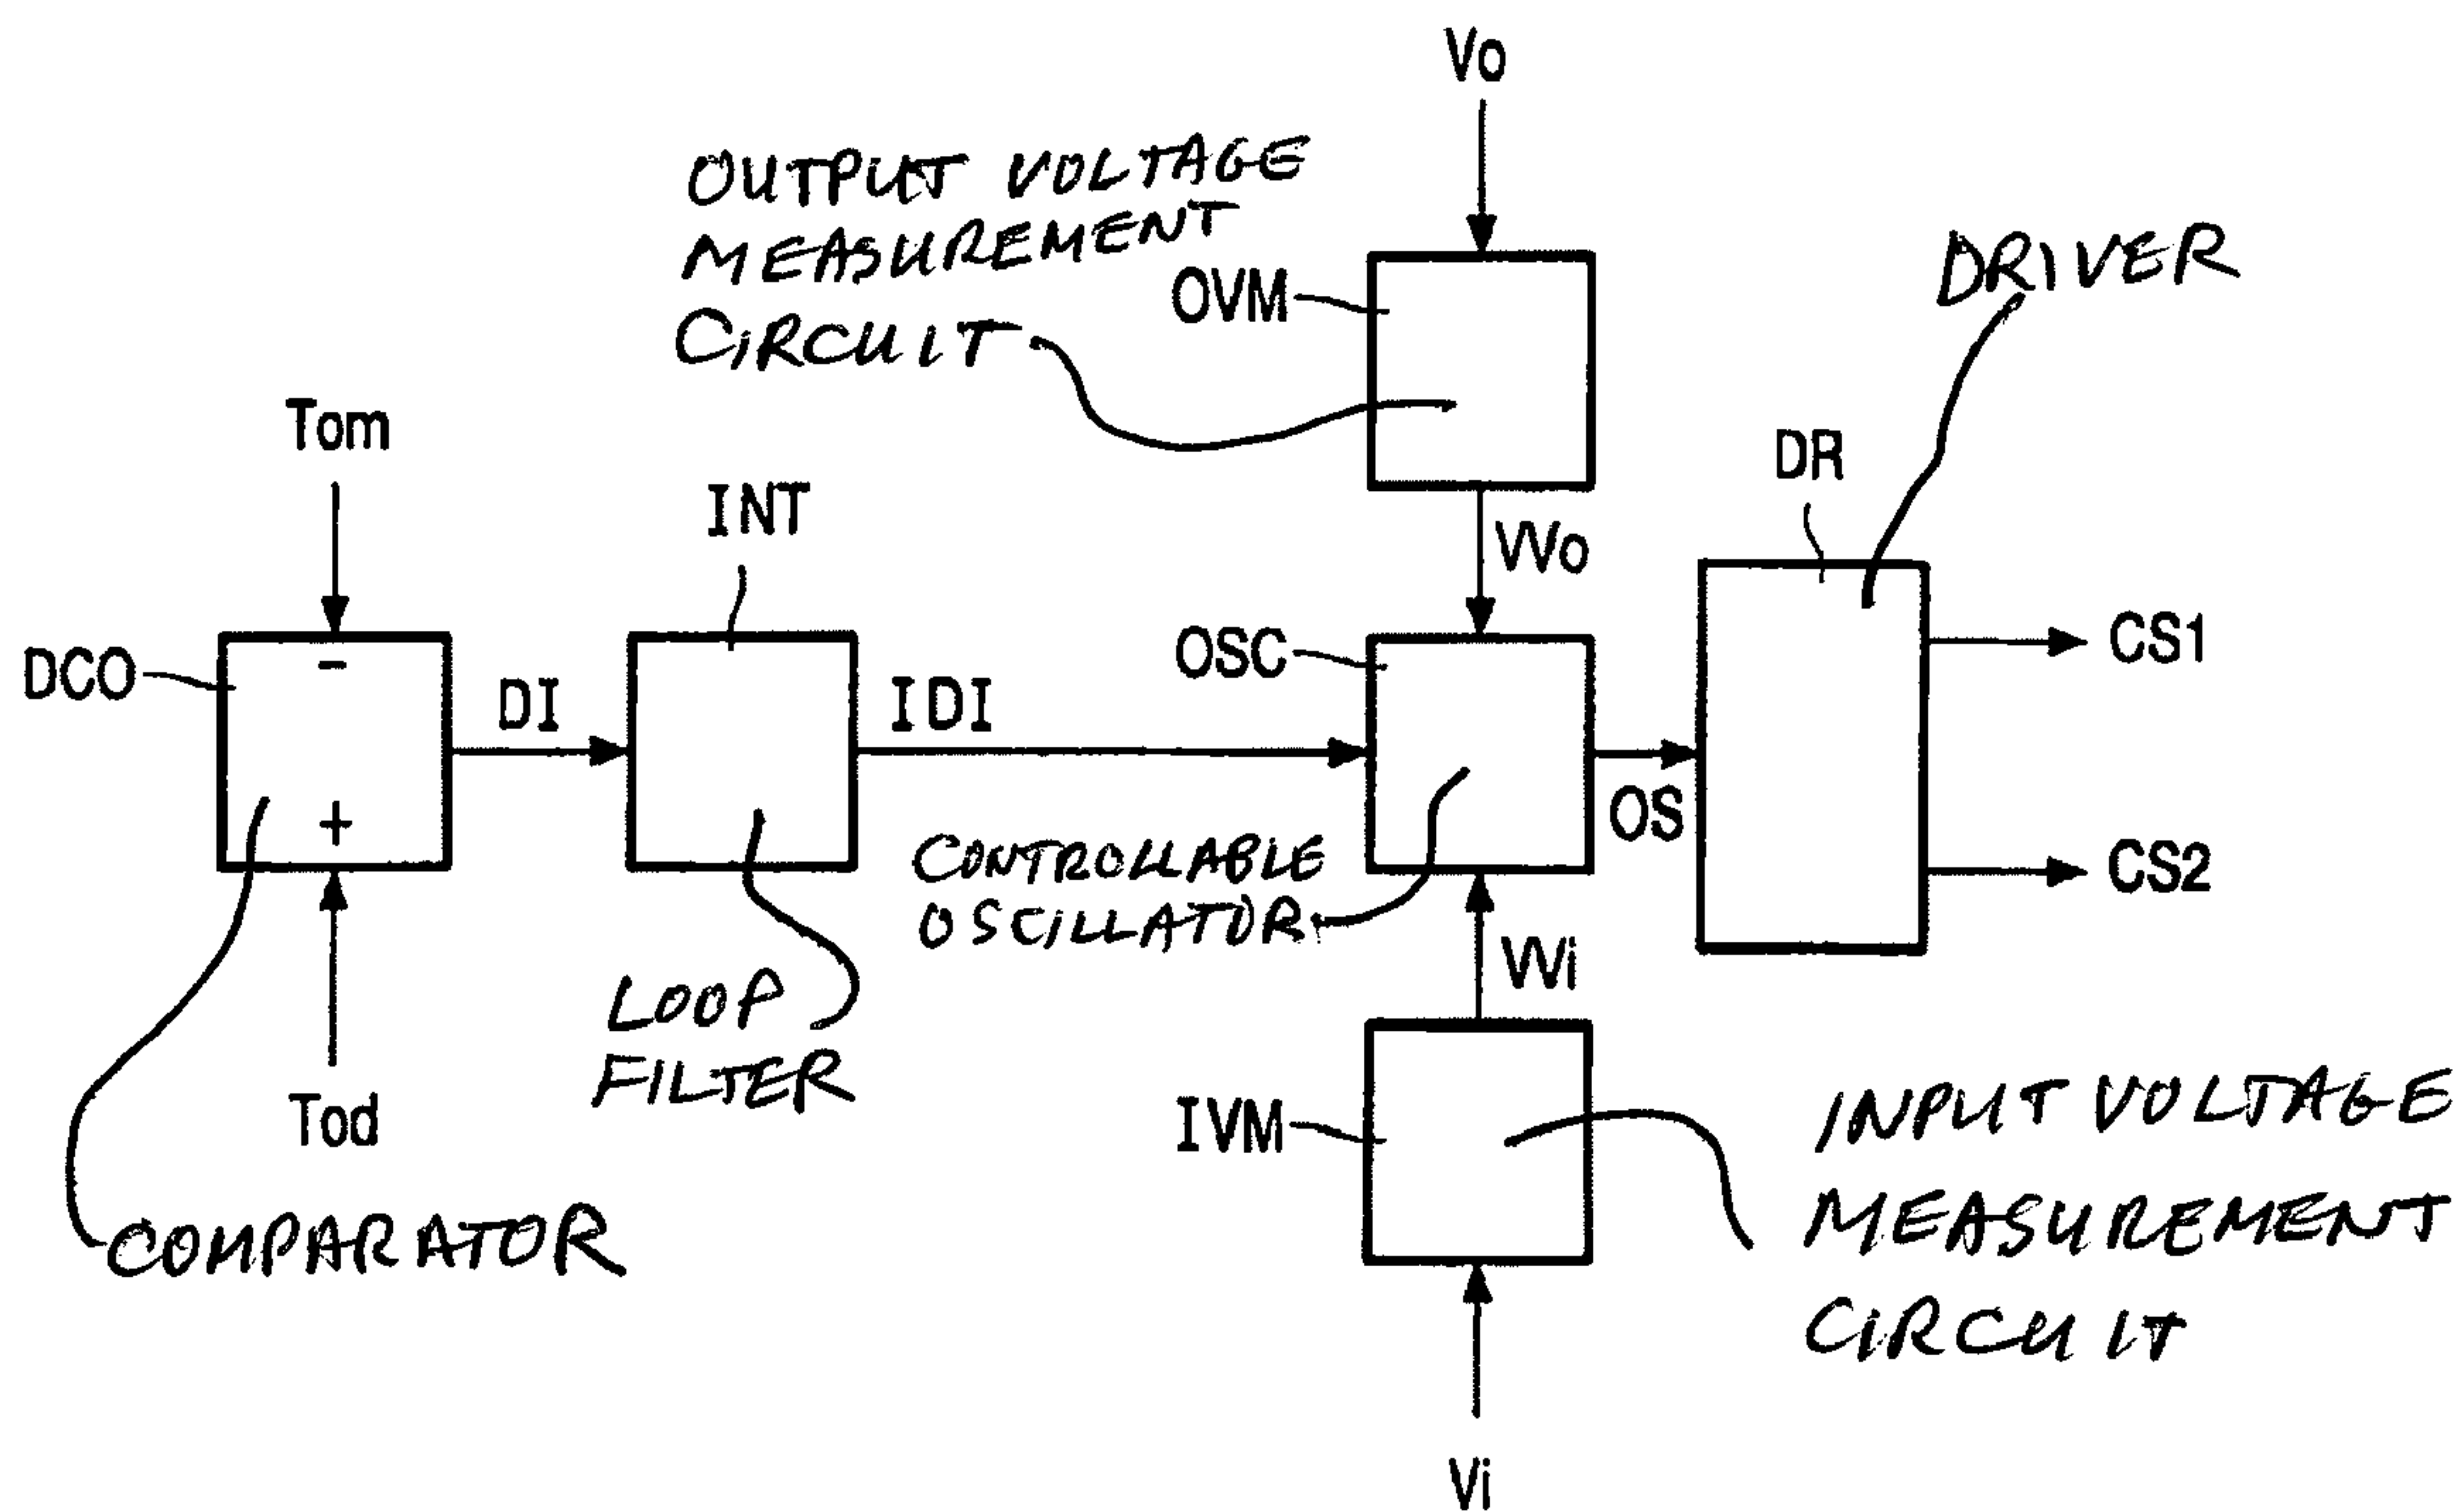 Vo
OUTPUT VOLTAGE
MEASUREMENT
CIRCUIT
OVM
DRIVER
Tom
INT
DR
VVo
DCO
-
+
DI
IDI
OSC
OS
CS1
CS2
CONTROLLABLE
OSCILLATOR
VVi
LOOP
FILTER
Tod
COMPARATOR
IVM
INPUT VOLTAGE
MEASUREMENT
CIRCUIT
Vi